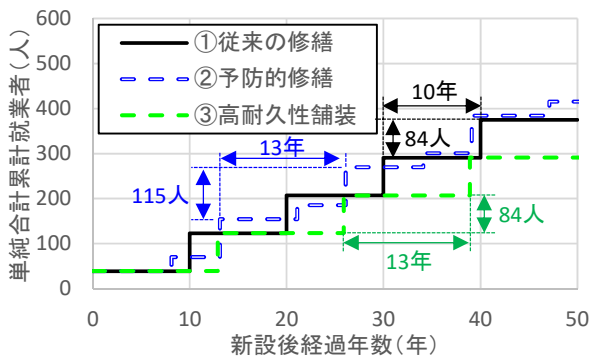 600
500
400
300
200
100
0
単純合計累計就業者(人)
①従来の修繕
②予防的修繕
③高耐久性舗装
10年
84人
13年
115人
84人
13年
0 10 20 30 40 50
新設後経過年数(年)